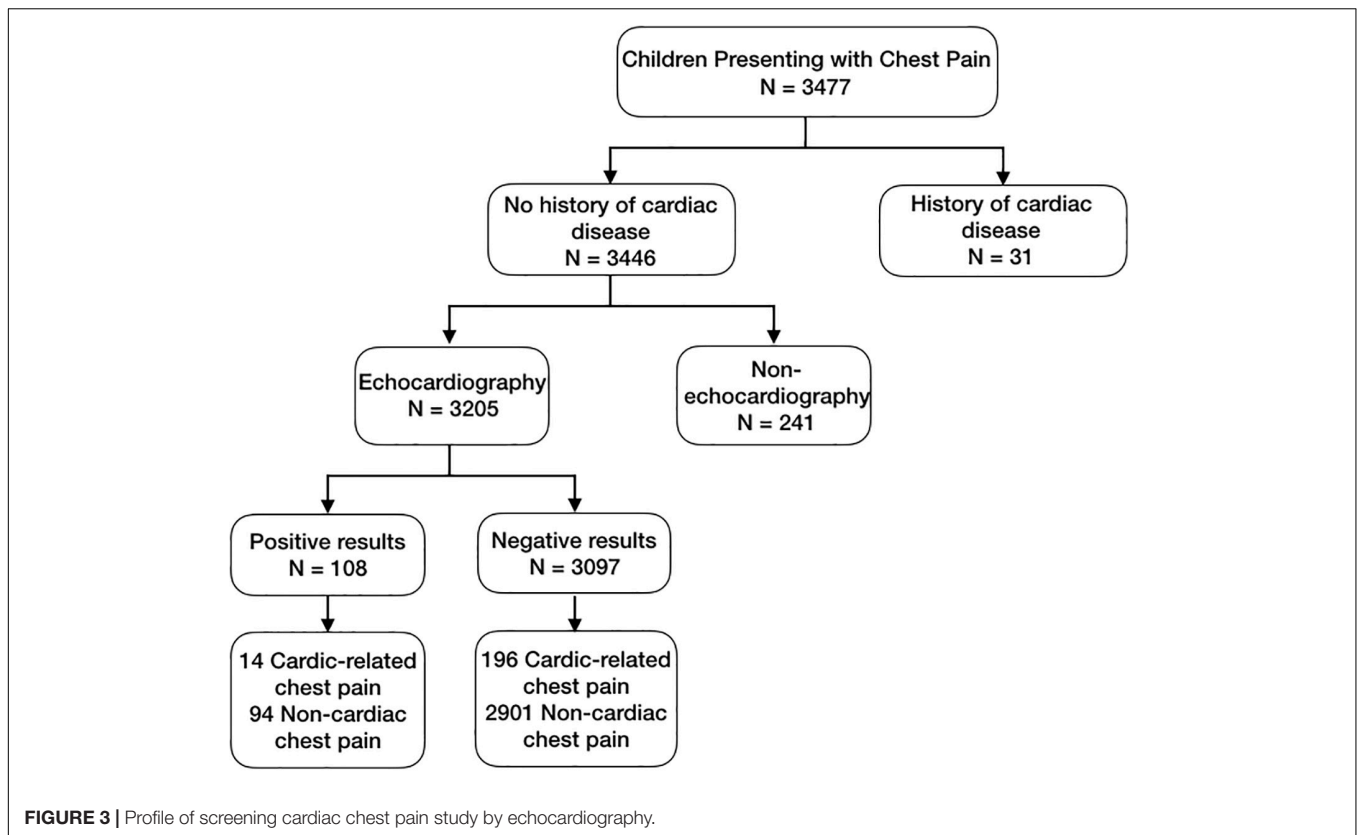 Children Presenting with Chest Pain
N = 3477
No history of cardiac
disease
N = 3446
History of cardiac
disease
N = 31
Echocardiography
N = 3205
Non-
echocardiography
N = 241
Positive results
N = 108
Negative results
N = 3097
14 Cardic-related
chest pain
94 Non-cardiac
chest pain
196 Cardic-related
chest pain
2901 Non-cardiac
chest pain
FIGURE 3 | Profile of screening cardiac chest pain study by echocardiography.